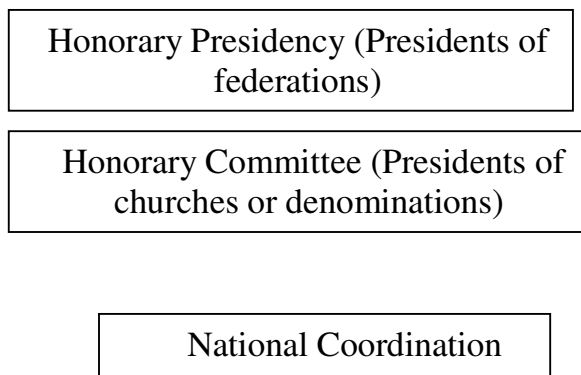 Honorary Presidency (Presidents of
federations)
Honorary Committee (Presidents of
churches or denominations)
National Coordination